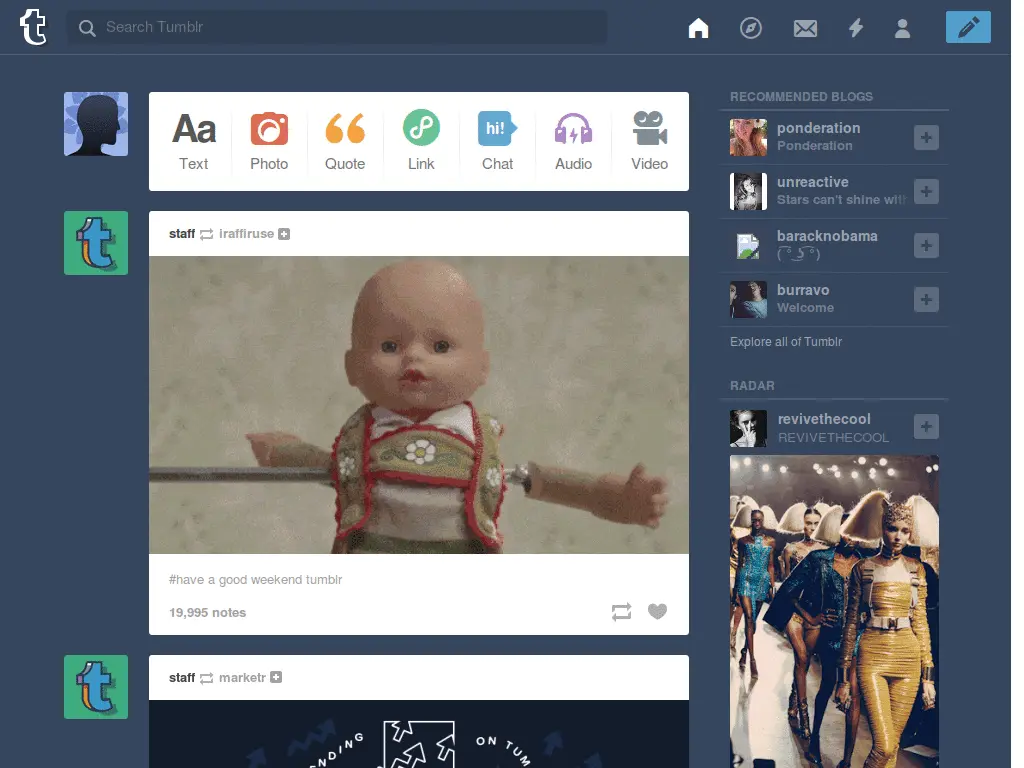 t
Search Tumblr
Aa
hi!
Text
Photo
Quote
Link
Chat
Audio
Video
staff iraffiruse
#have a good weekend tumblr
19,995 notes
staff marketr
ON TUM
RECOMMENDED BLOGS
ponderation
Ponderation
unreactive
Stars can't shine with
baracknobama
( ͡° ͜ʖ ͡°)
burravo
Welcome
Explore all of Tumblr
RADAR
revivethecool
REVIVETHECOOL